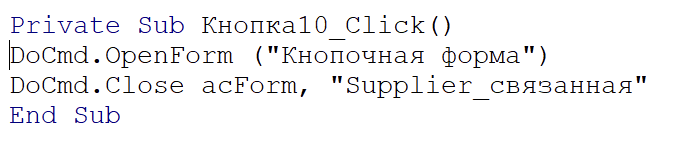 Private Sub Кнопка10_Click()
DoCmd.OpenForm ("Кнопочная форма")
DoCmd.Close acForm, "Supplier_связанная"
End Sub